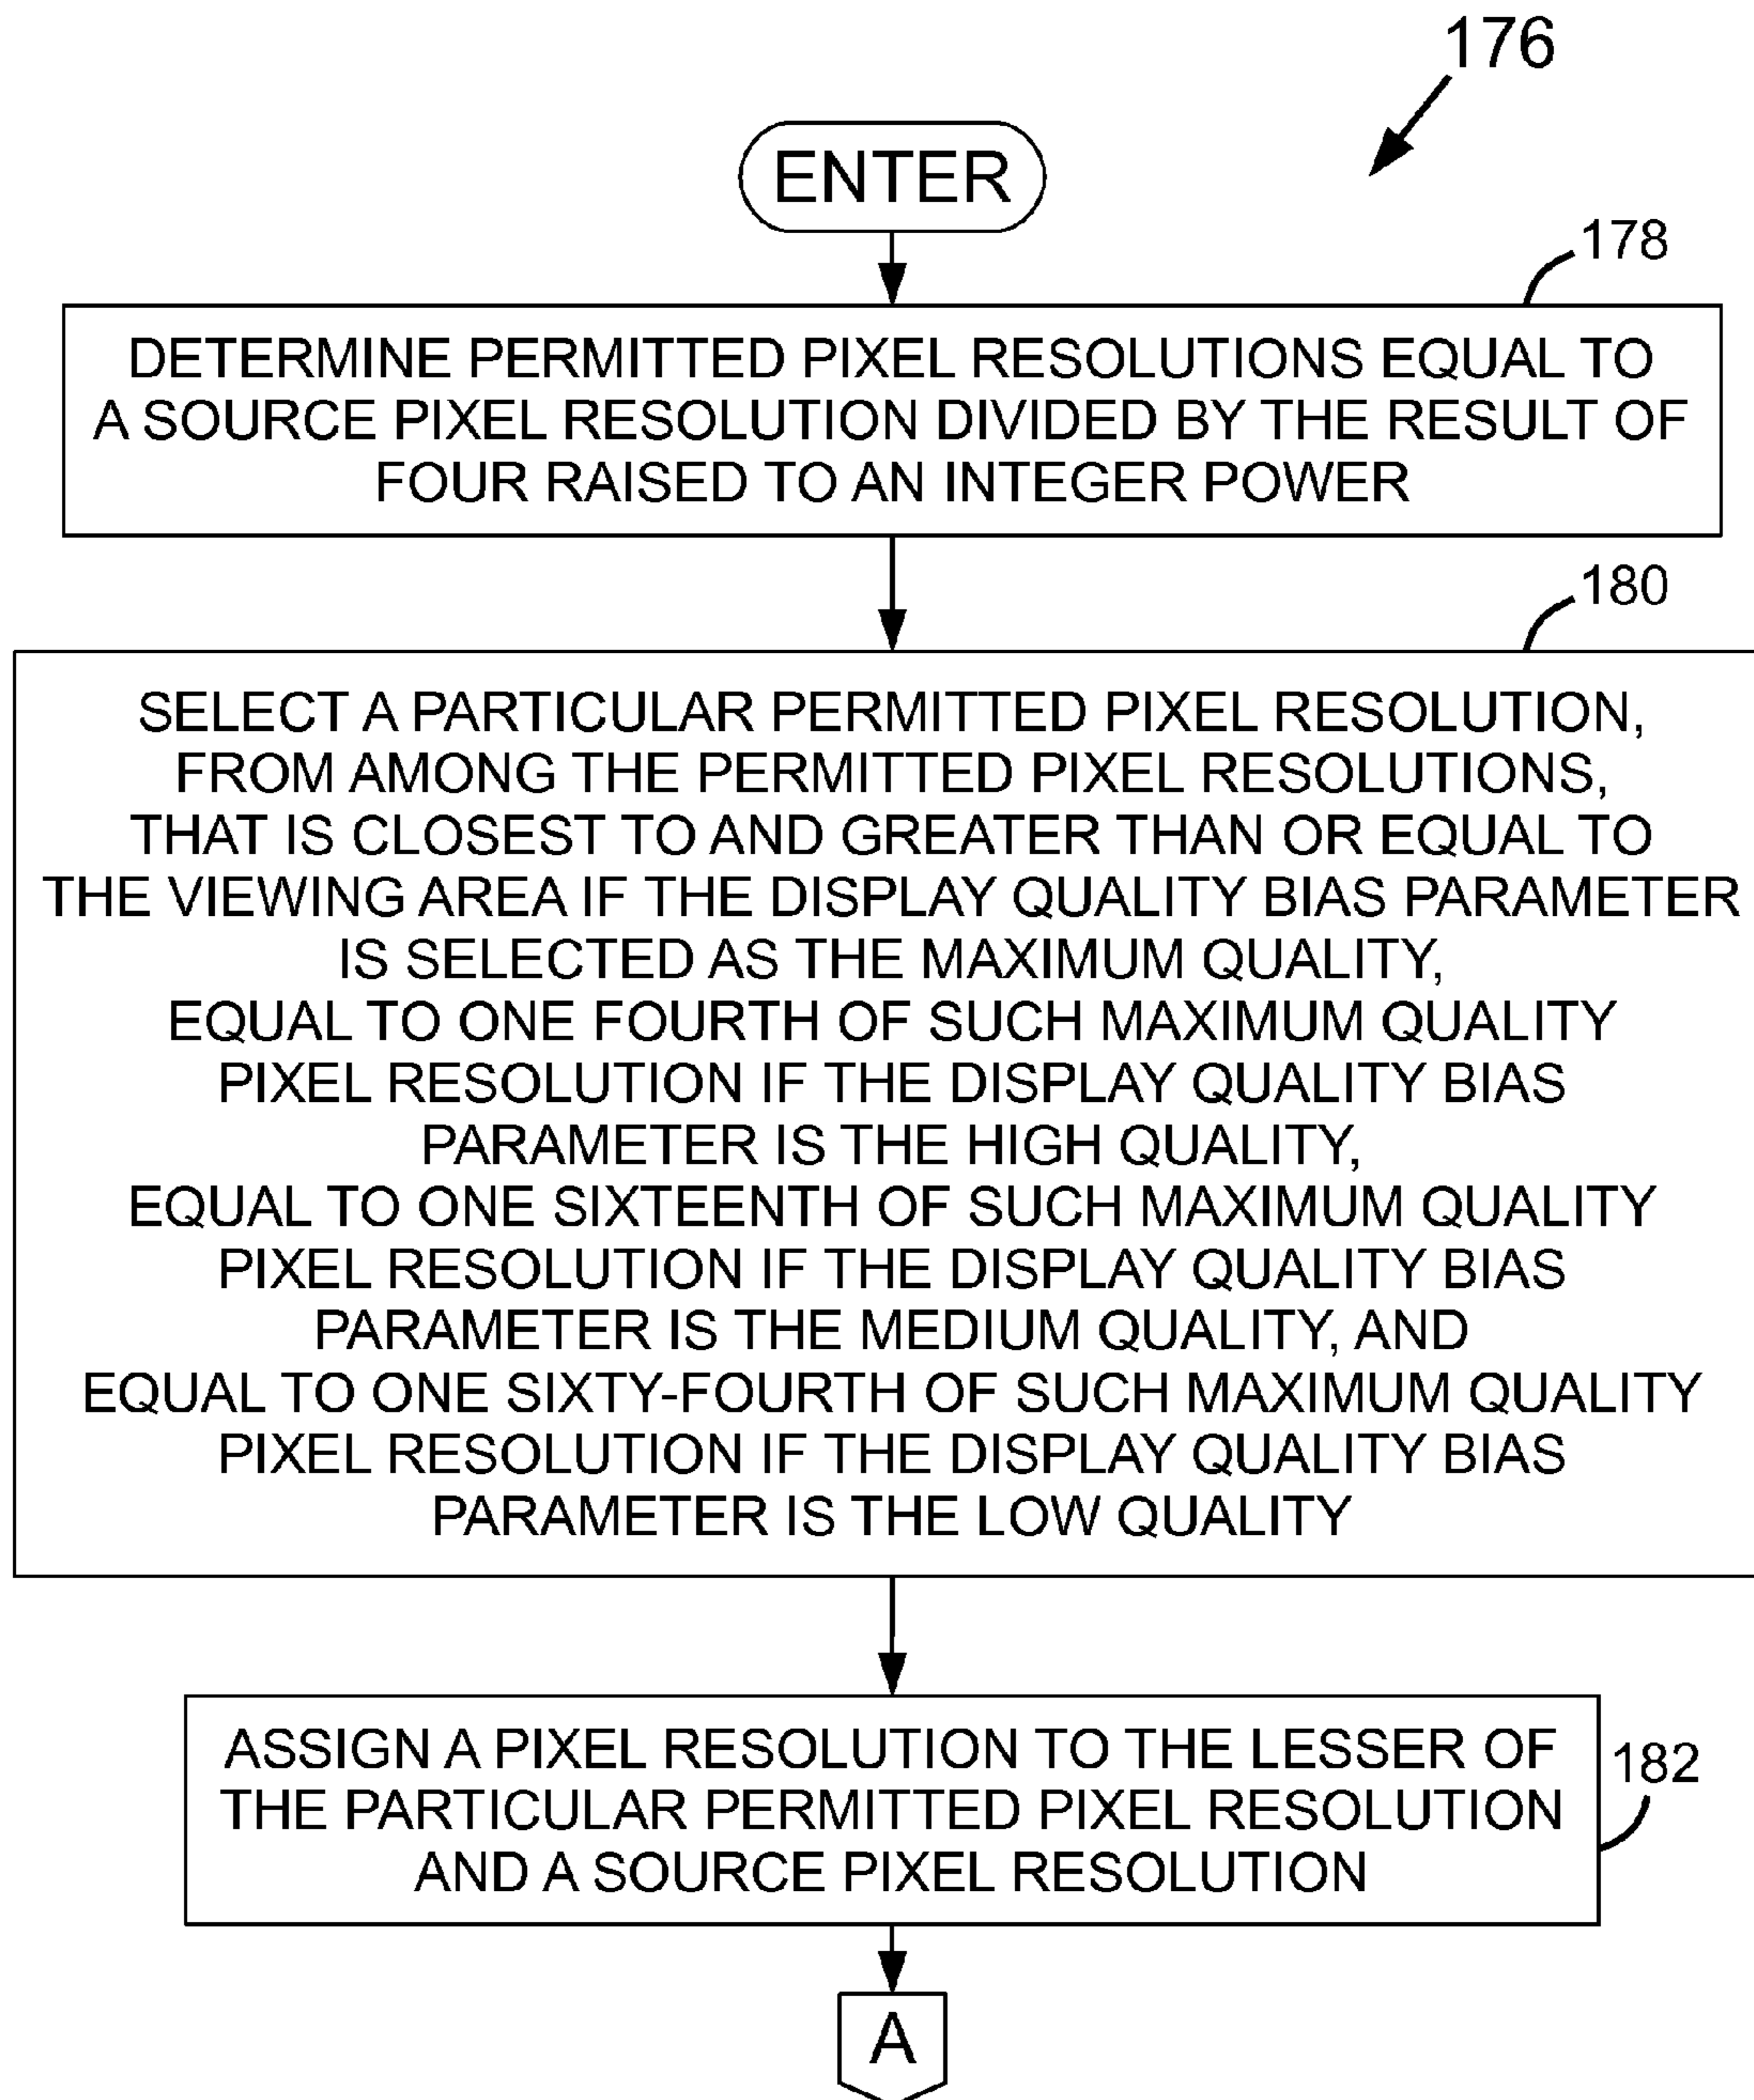 176
ENTER
178
DETERMINE PERMITTED PIXEL RESOLUTIONS EQUAL TO
A SOURCE PIXEL RESOLUTION DIVIDED BY THE RESULT OF
FOUR RAISED TO AN INTEGER POWER
180
SELECT A PARTICULAR PERMITTED PIXEL RESOLUTION,
FROM AMONG THE PERMITTED PIXEL RESOLUTIONS,
THAT IS CLOSEST TO AND GREATER THAN OR EQUAL TO
THE VIEWING AREA IF THE DISPLAY QUALITY BIAS PARAMETER
IS SELECTED AS THE MAXIMUM QUALITY,
EQUAL TO ONE FOURTH OF SUCH MAXIMUM QUALITY
PIXEL RESOLUTION IF THE DISPLAY QUALITY BIAS
PARAMETER IS THE HIGH QUALITY,
EQUAL TO ONE SIXTEENTH OF SUCH MAXIMUM QUALITY
PIXEL RESOLUTION IF THE DISPLAY QUALITY BIAS
PARAMETER IS THE MEDIUM QUALITY, AND
EQUAL TO ONE SIXTY-FOURTH OF SUCH MAXIMUM QUALITY
PIXEL RESOLUTION IF THE DISPLAY QUALITY BIAS
PARAMETER IS THE LOW QUALITY
ASSIGN A PIXEL RESOLUTION TO THE LESSER OF
THE PARTICULAR PERMITTED PIXEL RESOLUTION
AND A SOURCE PIXEL RESOLUTION
182
A